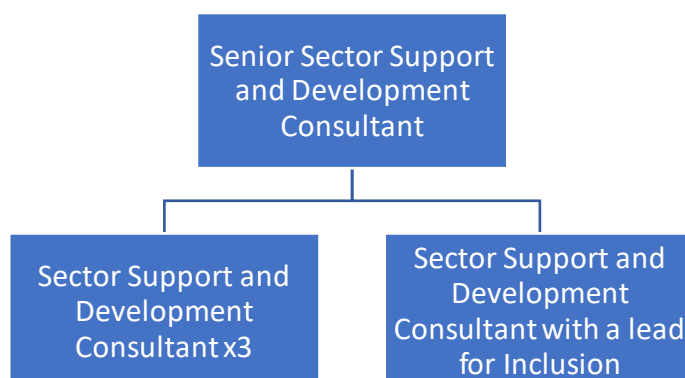 Senior Sector Support
and Development
Consultant
Sector Support and
Development
Consultant x3
Sector Support and
Development
Consultant with a lead
for Inclusion